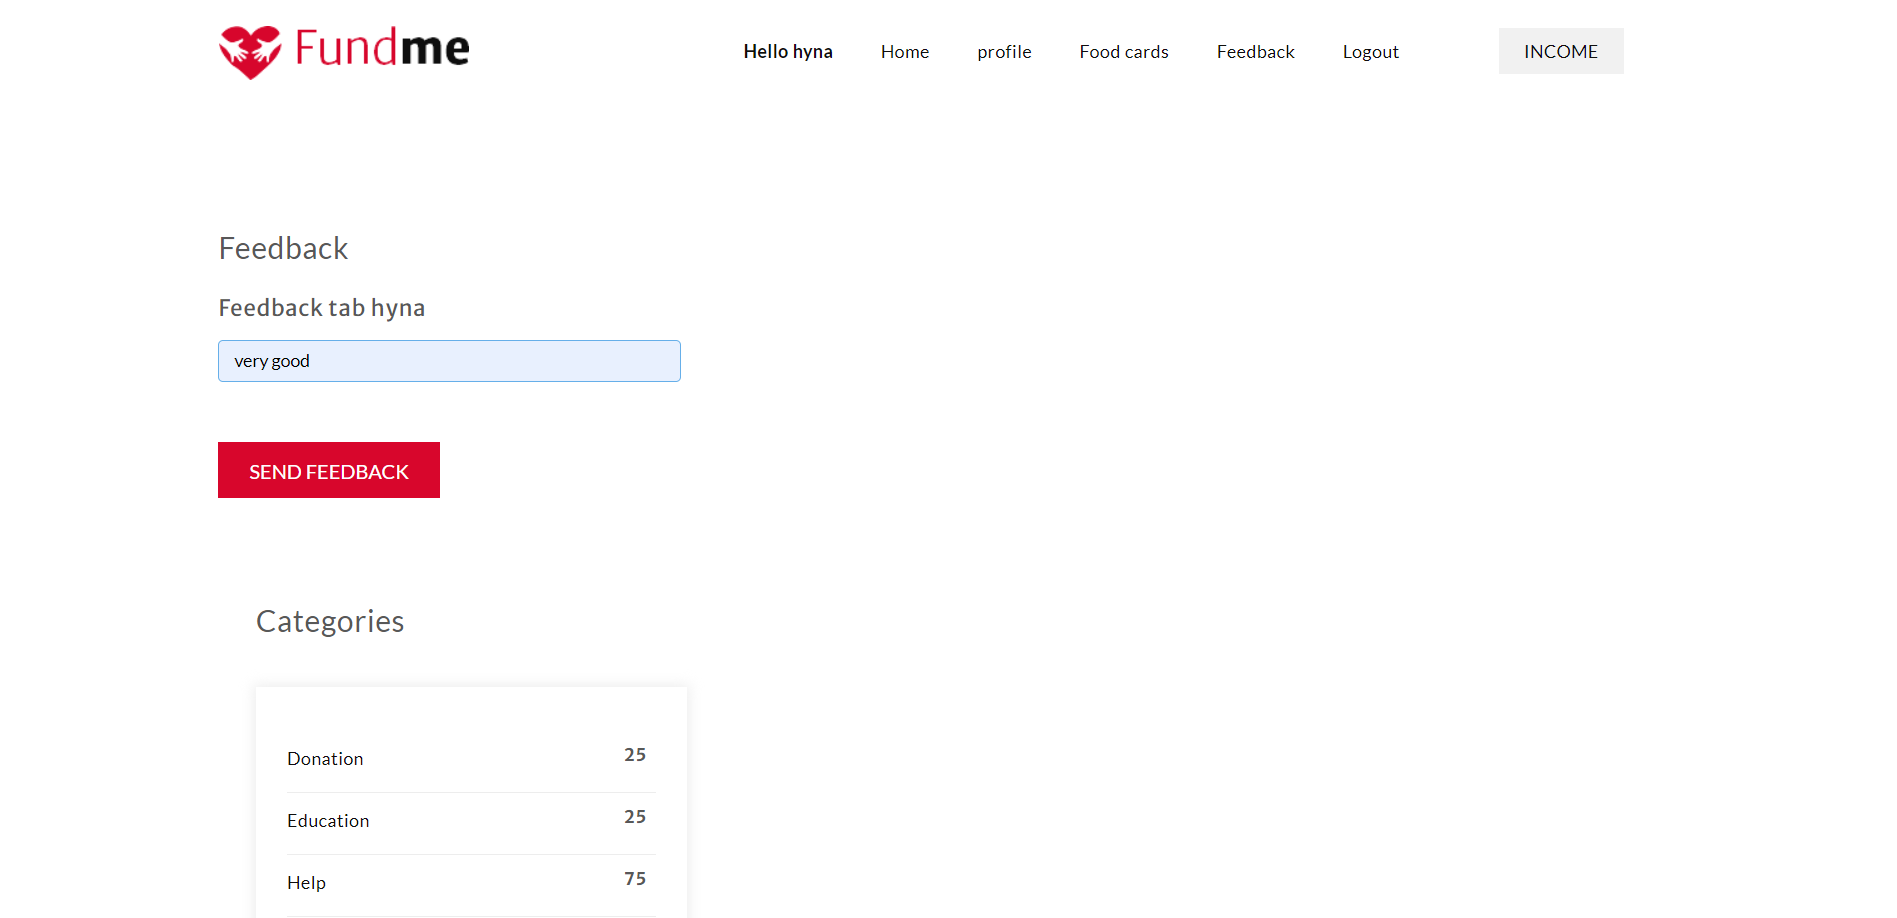 Fundme
Hello hyna Home profile Food cards Feedback Logout INCOME
Feedback
Feedback tab hyna
very good
SEND FEEDBACK
Categories
Donation 25
Education 25
Help 75